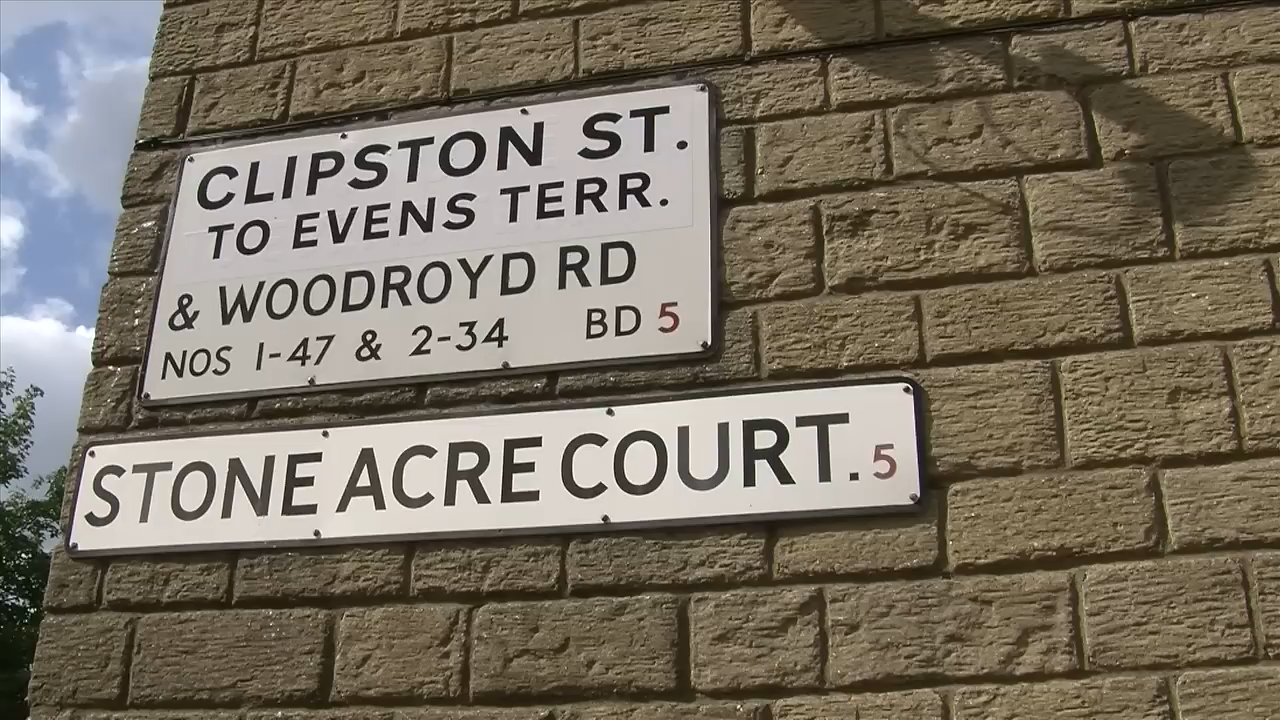 CLIPSTON ST.
TO EVENS TERR.
& WOODROYD RD
NOS 1-47 & 2-34 BD 5
STONE ACRE COURT. 5